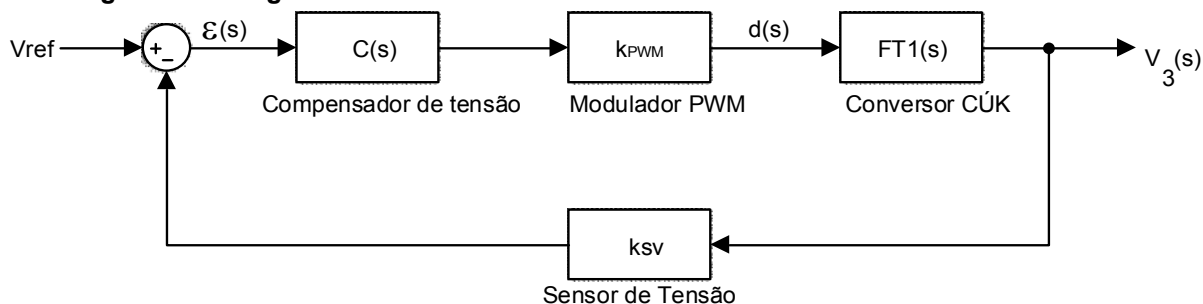 Vref
+
−
ε(s)
C(s)
Compensador de tensão
kPWM
Modulador PWM
d(s)
FT1(s)
Conversor CÚK
V3(s)
ksv
Sensor de Tensão